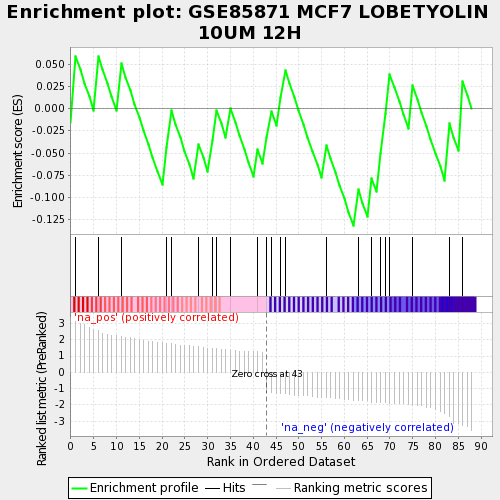 Enrichment plot: GSE85871 MCF7 LOBETYOLIN
10UM 12H
Enrichment score (ES)
0.050
0.025
0.000
-0.025
-0.050
-0.075
-0.100
-0.125
'na_pos' (positively correlated)
Ranked list metric (PreRanked)
3
2
1
0
-1
-2
-3
Zero cross at 43
'na_neg' (negatively correlated)
0 5 10 15 20 25 30 35 40 45 50 55 60 65 70 75 80 85 90
Rank in Ordered Dataset
Enrichment profile Hits Ranking metric scores